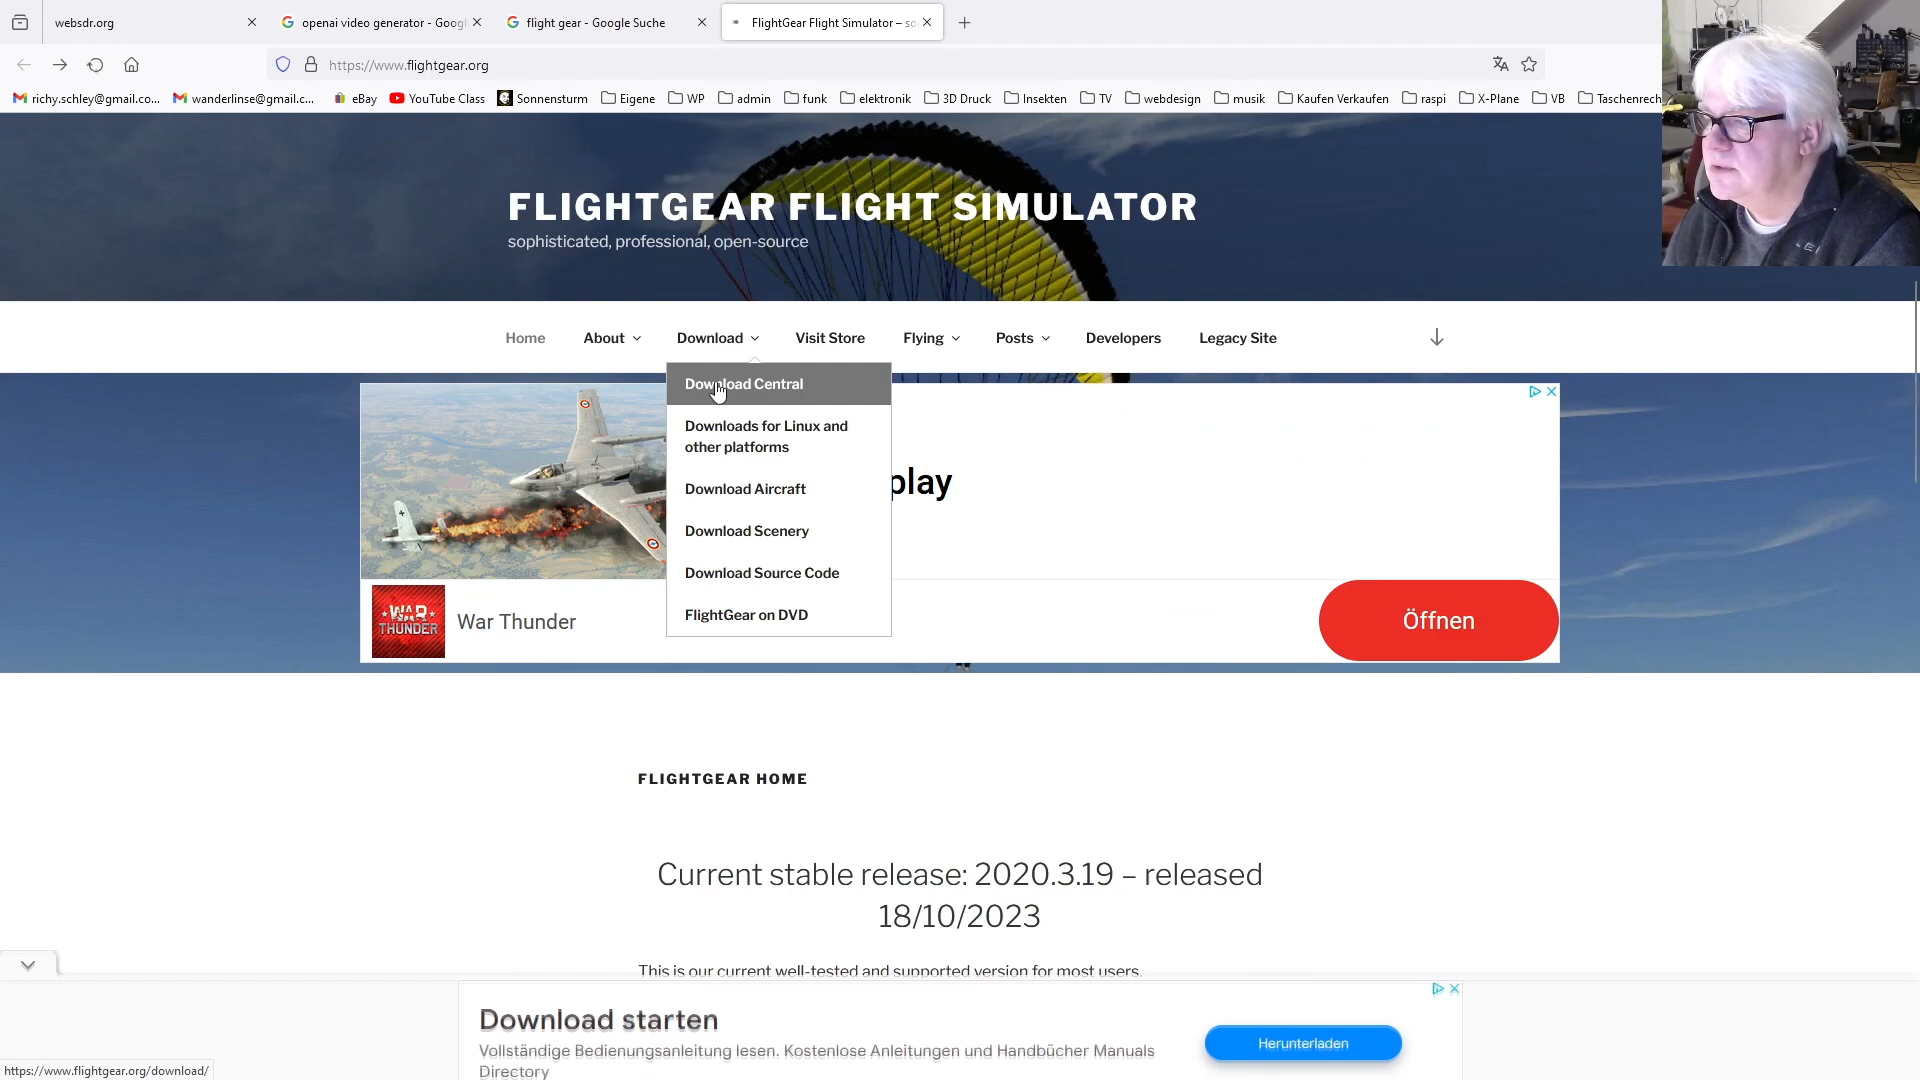 websdr.org
openai video generator - Goog
flight gear - Google Suche
FlightGear Flight Simulator – so
https://www.flightgear.org
richy.schley@gmail.co...
wanderlinse@gmail.c...
eBay
YouTube Class
Sonnensturm
Eigene
WP
admin
funk
elektronik
3D Druck
Insekten
TV
webdesign
musik
Kaufen Verkaufen
raspi
X-Plane
VB
Taschenrech
FLIGHTGEAR FLIGHT SIMULATOR
sophisticated, professional, open-source
Home
About
Download
Visit Store
Flying
Posts
Developers
Legacy Site
Download Central
Downloads for Linux and
other platforms
Download Aircraft
Download Scenery
Download Source Code
FlightGear on DVD
play
WAR
THUNDER
War Thunder
Öffnen
FLIGHTGEAR HOME
Current stable release: 2020.3.19 – released
18/10/2023
This is our current well-tested and supported version for most users.
Download starten
Vollständige Bedienungsanleitung lesen. Kostenlose Anleitungen und Handbücher Manuals
Directory
Herunterladen
https://www.flightgear.org/download/
LEI